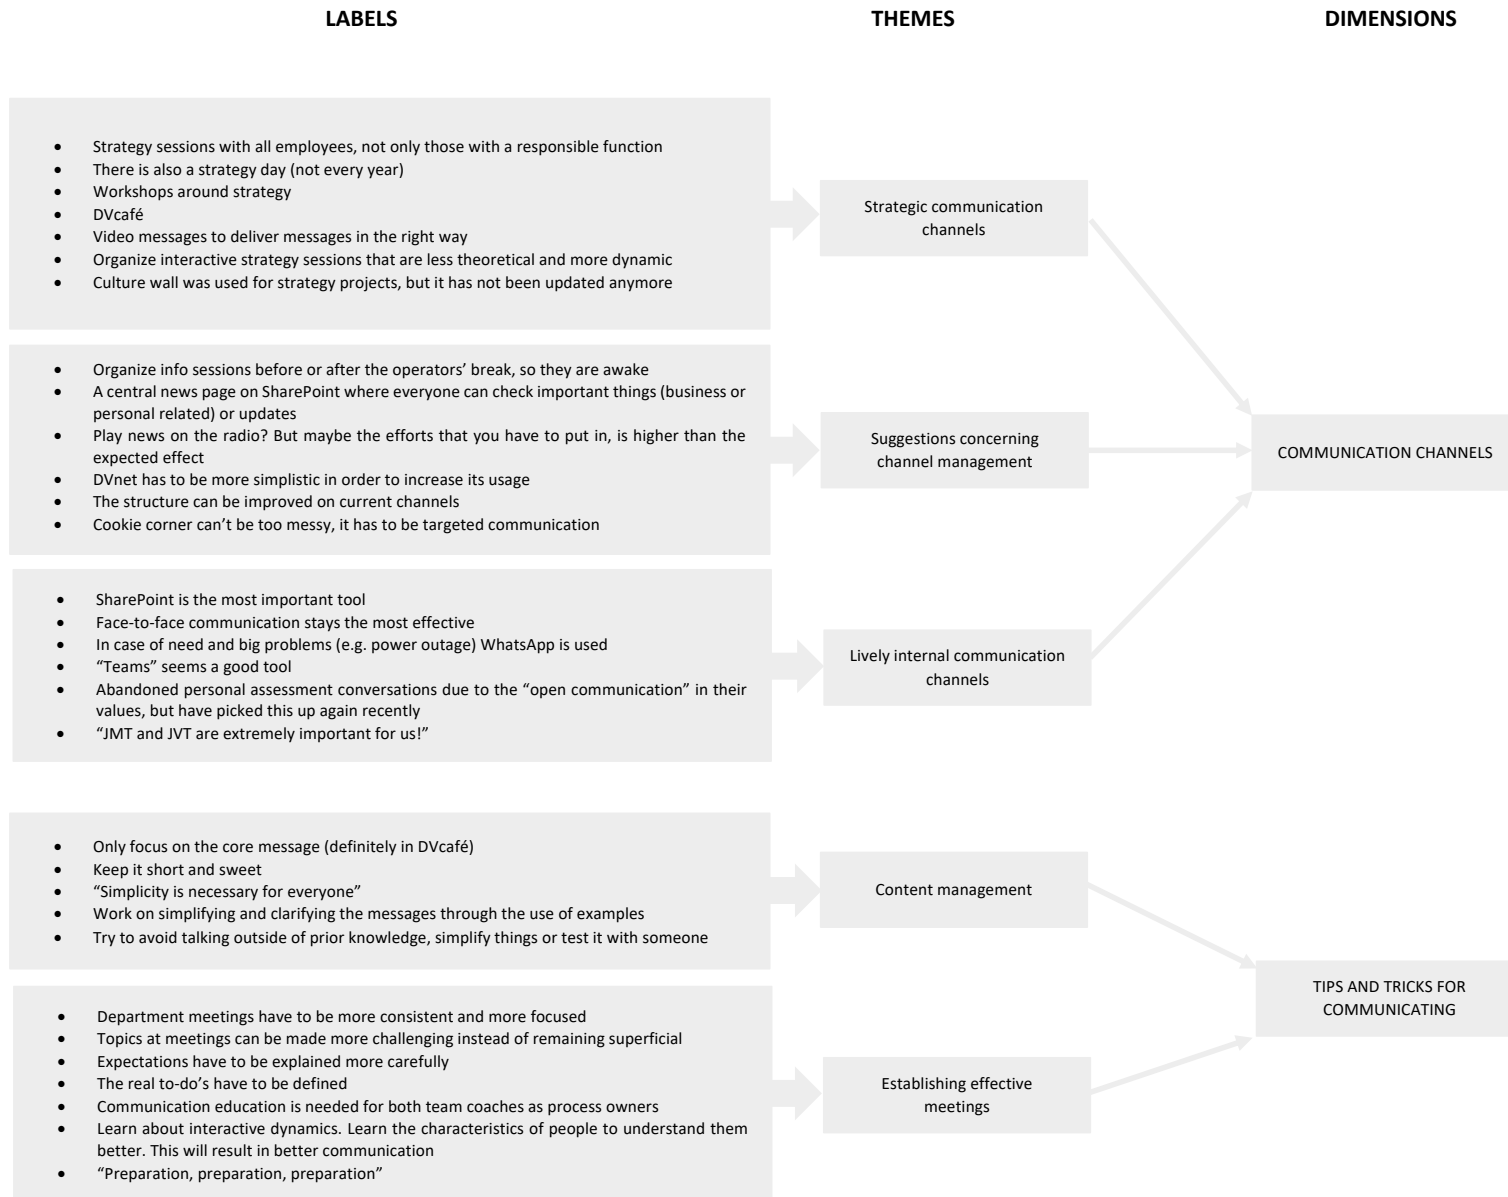 LABELS
THEMES
DIMENSIONS
• Strategy sessions with all employees, not only those with a responsible function
• There is also a strategy day (not every year)
• Workshops around strategy
• DVcafé
• Video messages to deliver messages in the right way
• Organize interactive strategy sessions that are less theoretical and more dynamic
• Culture wall was used for strategy projects, but it has not been updated anymore
Strategic communication
channels
• Organize info sessions before or after the operators’ break, so they are awake
• A central news page on SharePoint where everyone can check important things (business or
personal related) or updates
• Play news on the radio? But maybe the efforts that you have to put in, is higher than the
expected effect
• DVnet has to be more simplistic in order to increase its usage
• The structure can be improved on current channels
• Cookie corner can’t be too messy, it has to be targeted communication
Suggestions concerning
channel management
COMMUNICATION CHANNELS
• SharePoint is the most important tool
• Face-to-face communication stays the most effective
• In case of need and big problems (e.g. power outage) WhatsApp is used
• “Teams” seems a good tool
• Abandoned personal assessment conversations due to the “open communication” in their
values, but have picked this up again recently
• “JMT and JVT are extremely important for us!”
Lively internal communication
channels
• Only focus on the core message (definitely in DVcafé)
• Keep it short and sweet
• “Simplicity is necessary for everyone”
• Work on simplifying and clarifying the messages through the use of examples
• Try to avoid talking outside of prior knowledge, simplify things or test it with someone
Content management
TIPS AND TRICKS FOR
COMMUNICATING
• Department meetings have to be more consistent and more focused
• Topics at meetings can be made more challenging instead of remaining superficial
• Expectations have to be explained more carefully
• The real to-do’s have to be defined
• Communication education is needed for both team coaches as process owners
• Learn about interactive dynamics. Learn the characteristics of people to understand them
better. This will result in better communication
• “Preparation, preparation, preparation”
Establishing effective
meetings